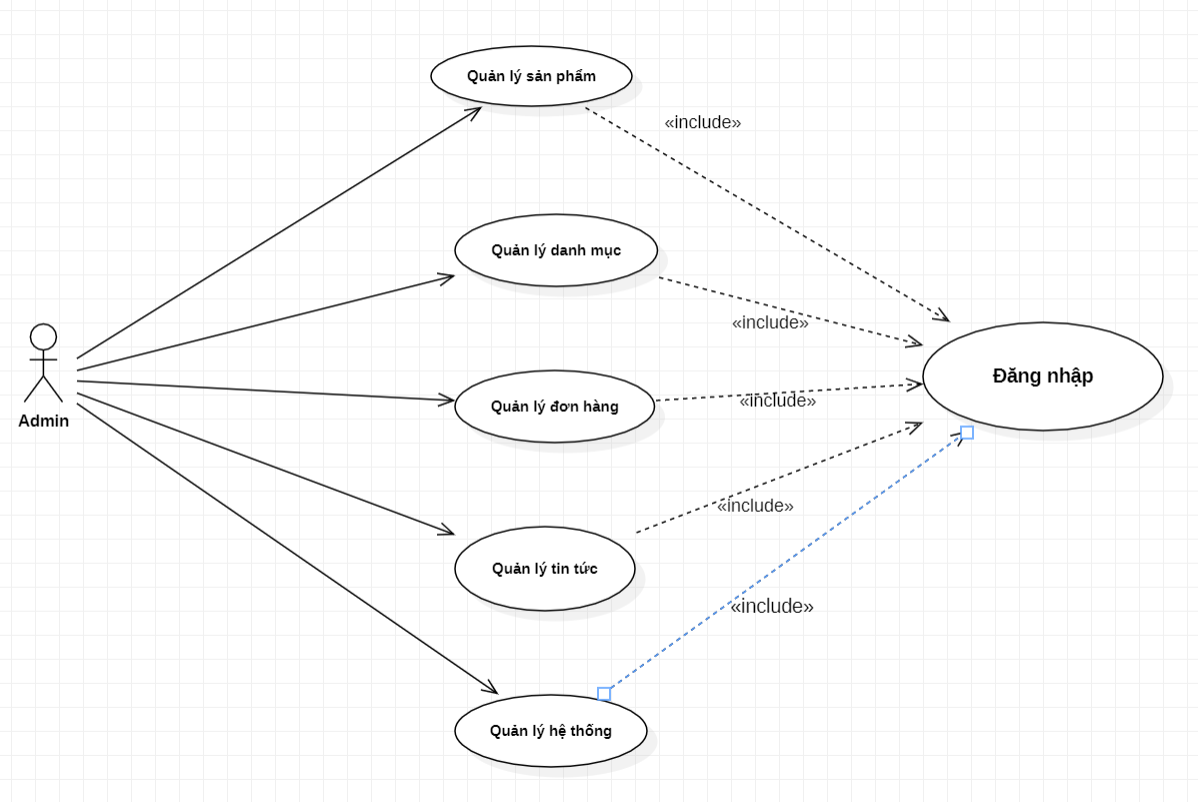 Quản lý sản phẩm
«include»
Quản lý danh mục
«include»
Đăng nhập
Quản lý đơn hàng
«include»
Admin
«include»
Quản lý tin tức
«include»
Quản lý hệ thống